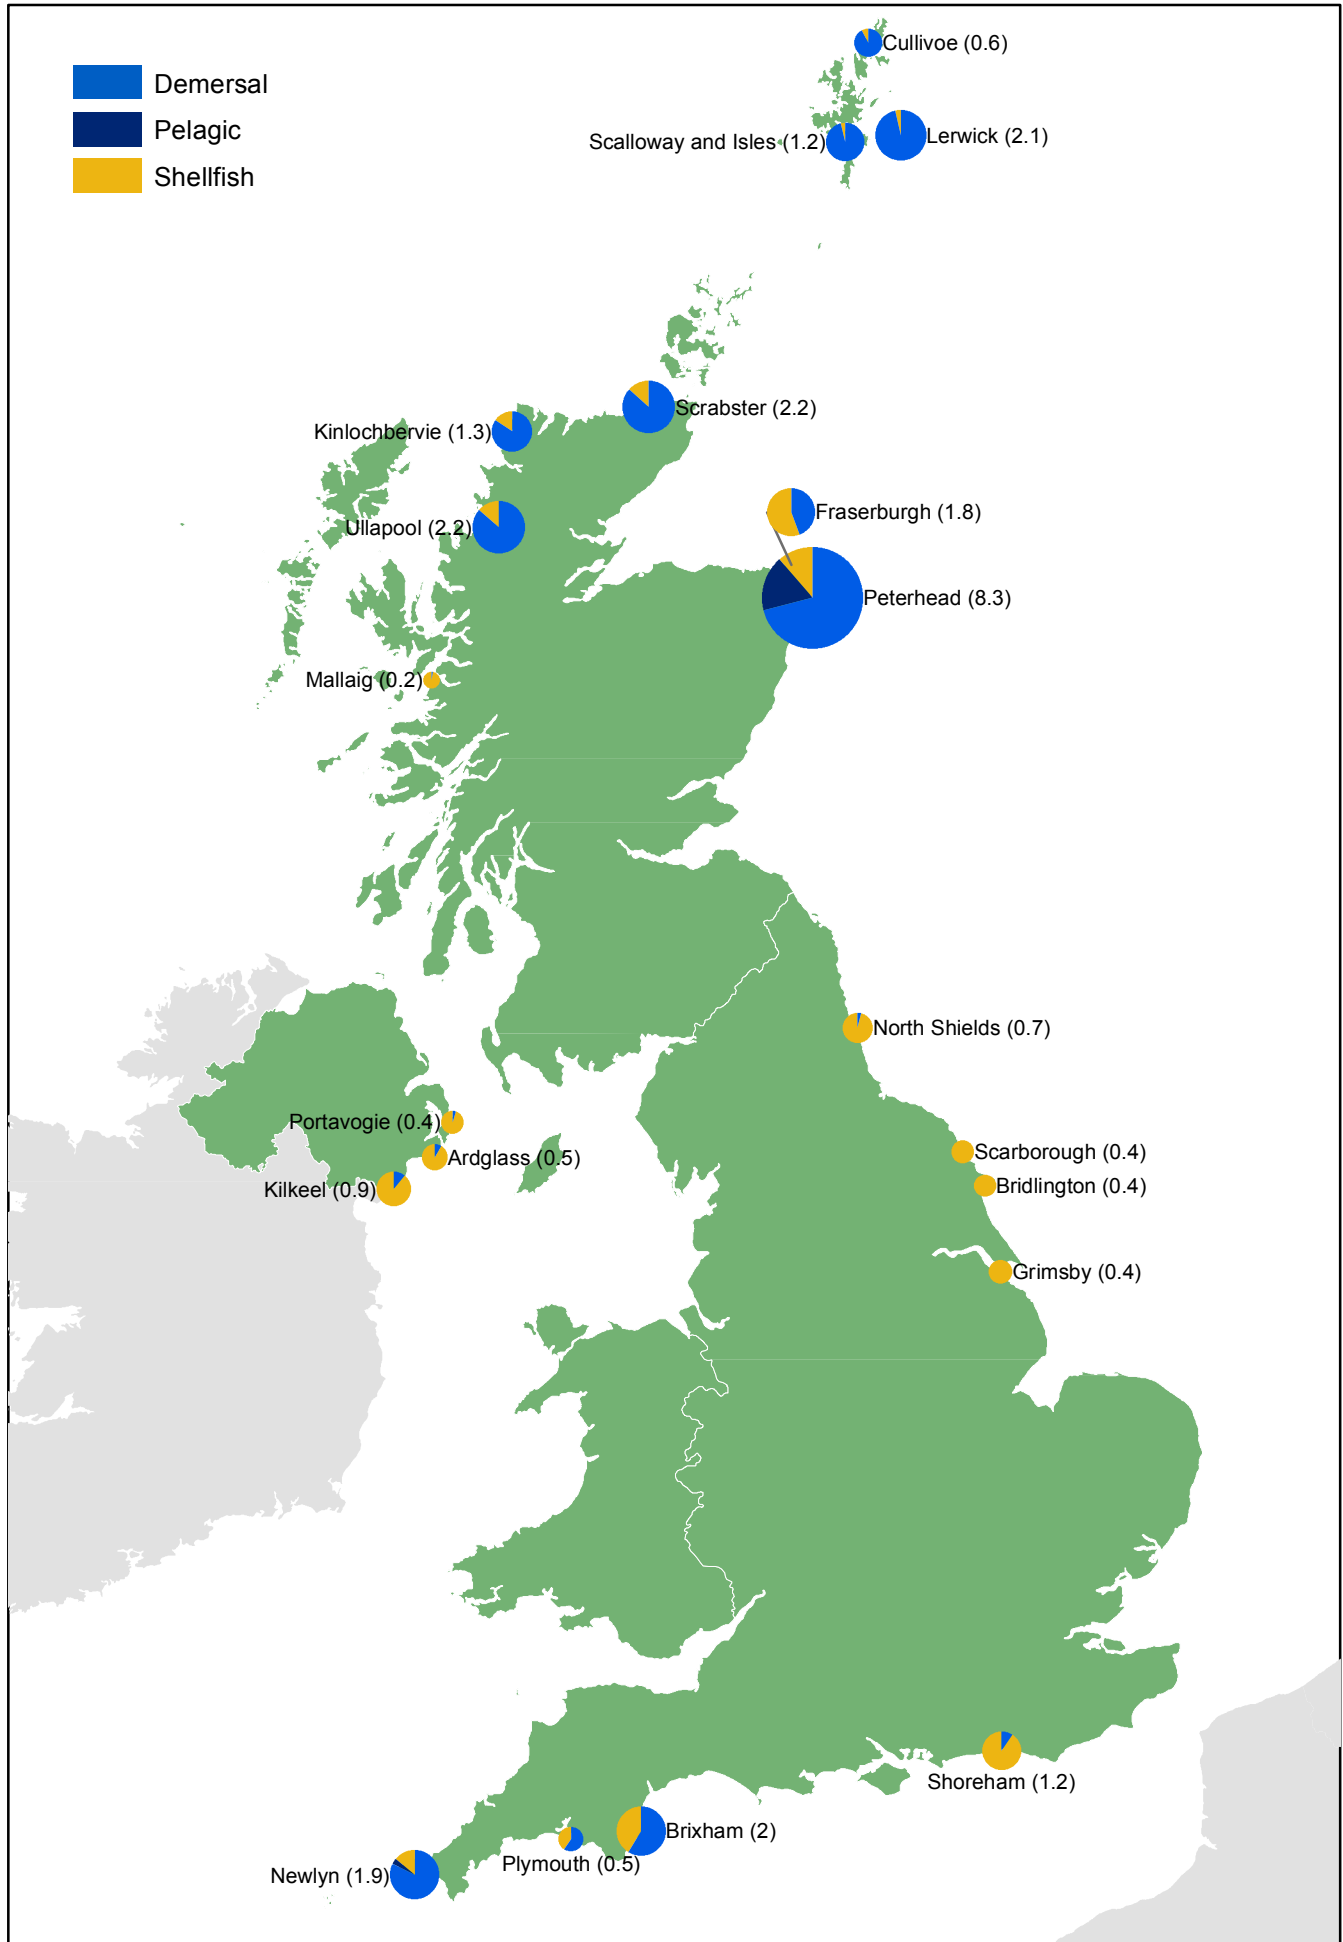 Cullivoe (0.6)
Demersal
Pelagic
Shellfish
Scalloway and Isles (1.2)
Lerwick (2.1)
Scrabster (2.2)
Kinlochbervie (1.3)
Fraserburgh (1.8)
Ullapool (2.2)
Peterhead (8.3)
Mallaig (0.2)
North Shields (0.7)
Portavogie (0.4)
Scarborough (0.4)
Ardglass (0.5)
Kilkeel (0.9)
Bridlington (0.4)
Grimsby (0.4)
Shoreham (1.2)
Brixham (2)
Plymouth (0.5)
Newlyn (1.9)